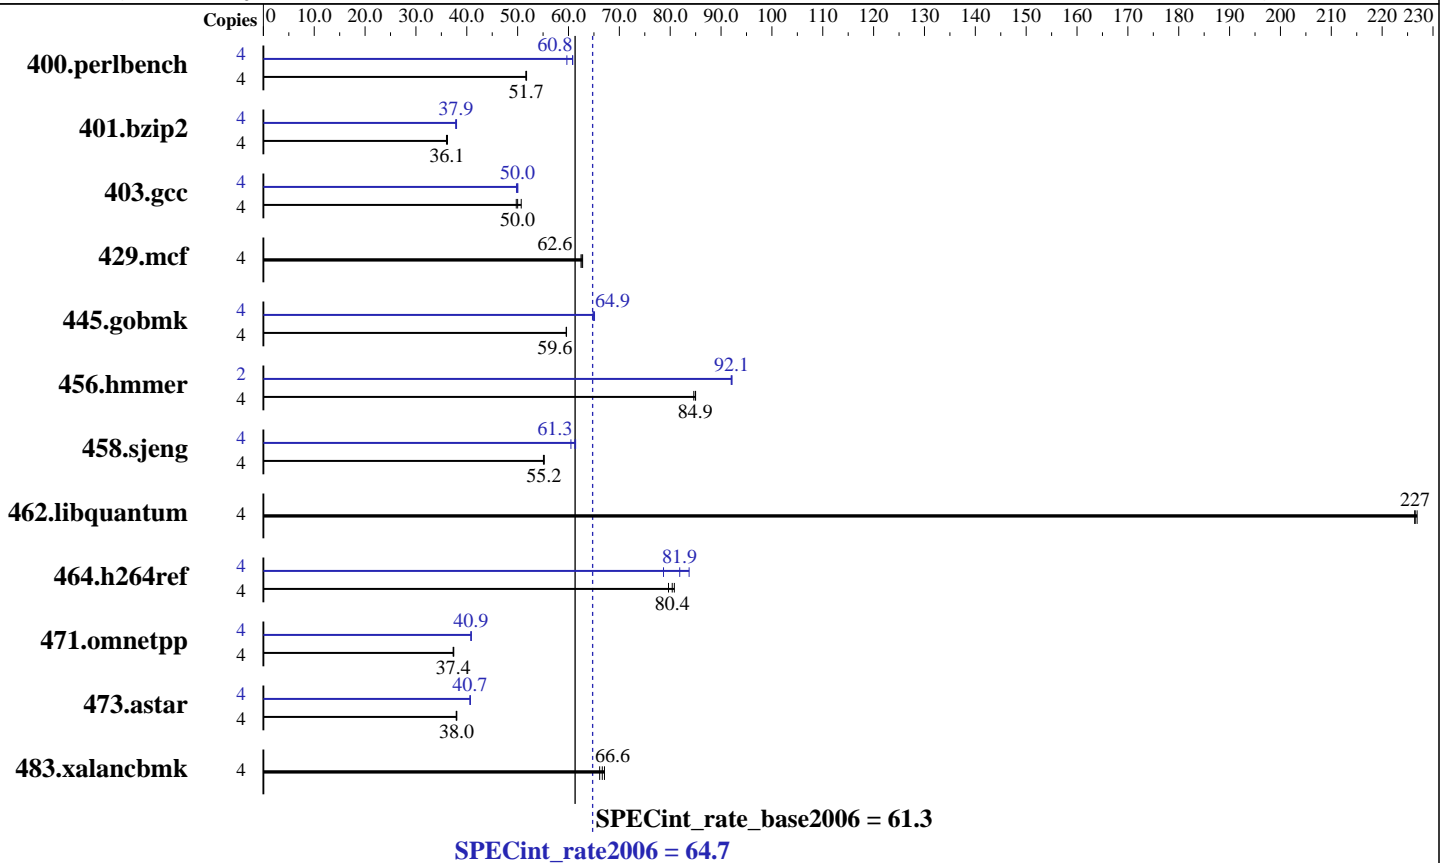 Copies 0 10.0 20.0 30.0 40.0 50.0 60.0 70.0 80.0 90.0 100 110 120 130 140 150 160 170 180 190 200 210 220 230
400.perlbench 4 60.8
4 51.7
401.bzip2 4 37.9
4 36.1
403.gcc 4 50.0
4 50.0
429.mcf 4 62.6
445.gobmk 4 64.9
4 59.6
456.hmmer 2 92.1
4 84.9
458.sjeng 4 61.3
4 55.2
462.libquantum 4 227
464.h264ref 4 81.9
4 80.4
471.omnetpp 4 40.9
4 37.4
473.astar 4 40.7
4 38.0
483.xalancbmk 4 66.6
SPECint_rate_base2006 = 61.3
SPECint_rate2006 = 64.7